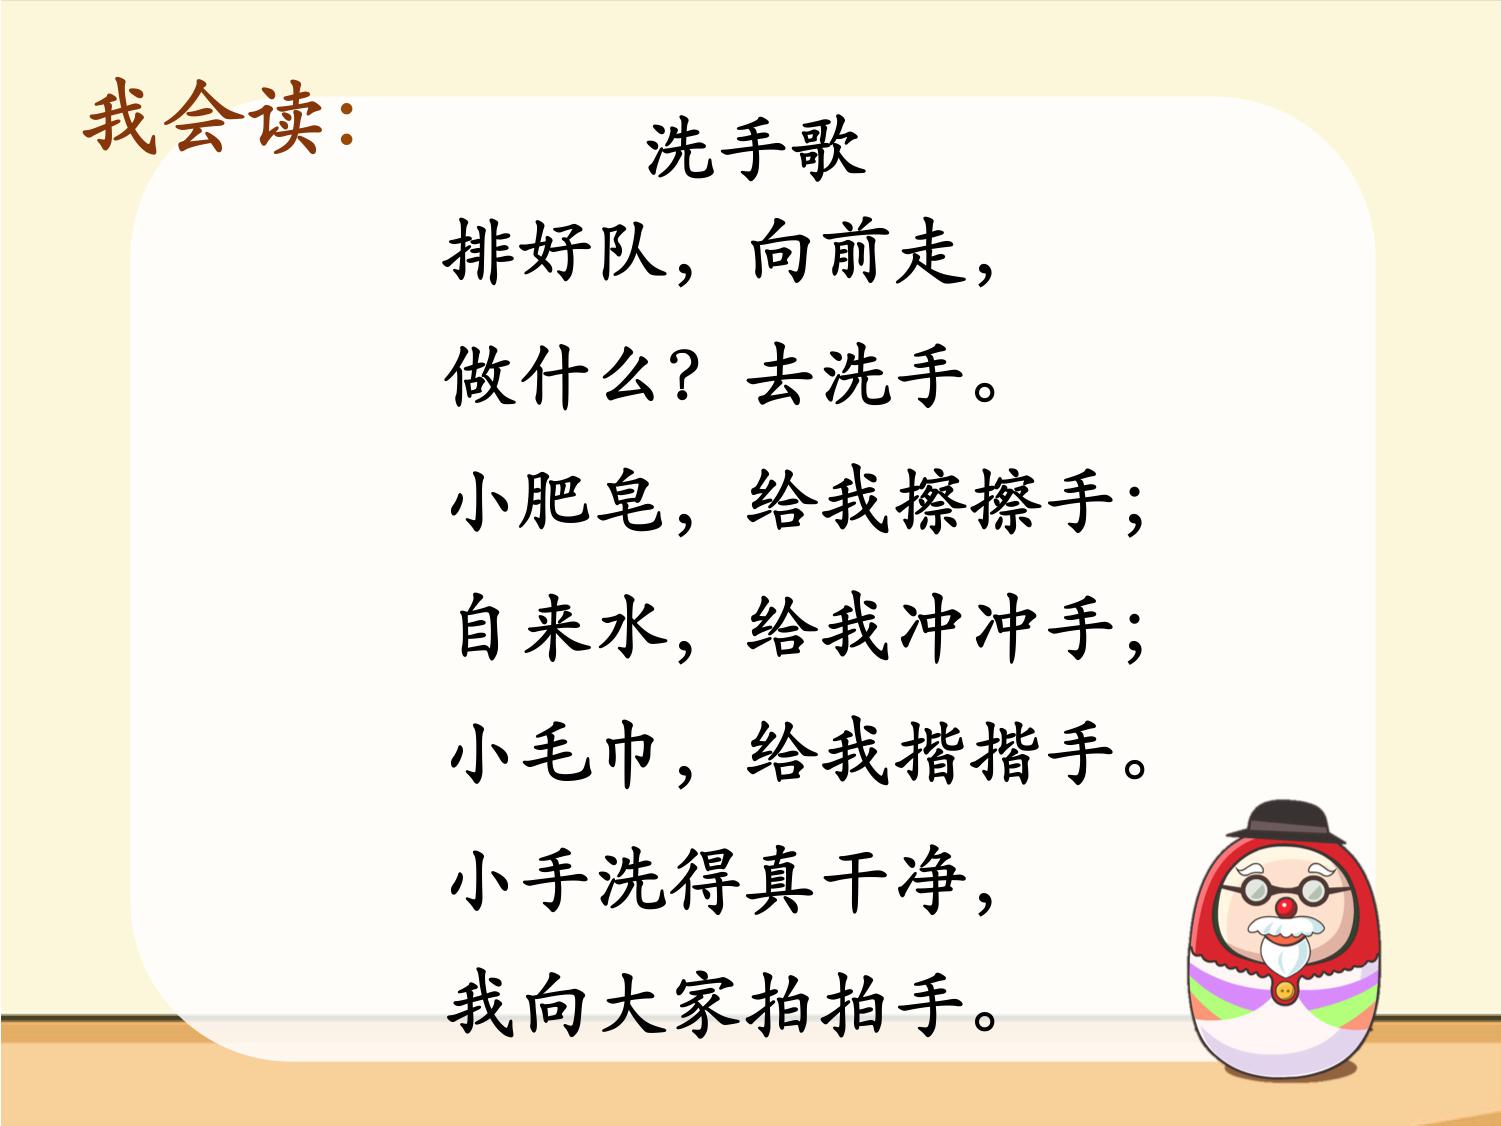 我会读：
洗手歌
排好队，向前走，
做什么？去洗手。
小肥皂，给我擦擦手；
自来水，给我冲冲手；
小毛巾，给我揩揩手。
小手洗得真干净，
我向大家拍拍手。